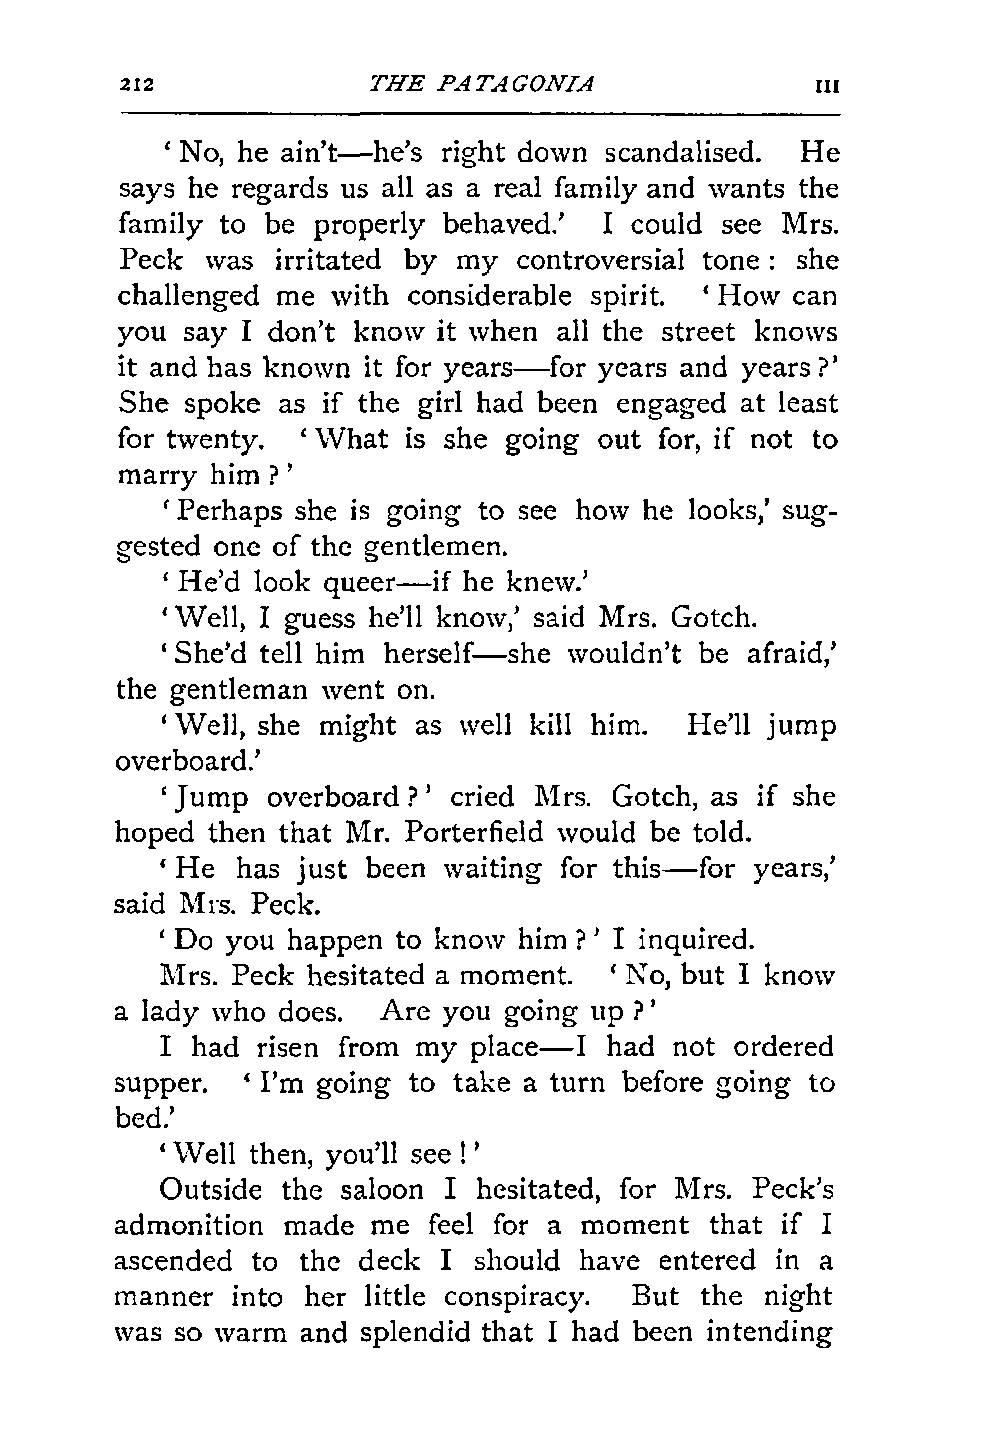 212 THE PATAGONIA III
‘No, he ain’t—he’s right down scandalised. He
says he regards us all as a real family and wants the
family to be properly behaved.’ I could see Mrs.
Peck was irritated by my controversial tone: she
challenged me with considerable spirit. ‘How can
you say I don’t know it when all the street knows
it and has known it for years—for years and years?’
She spoke as if the girl had been engaged at least
for twenty. ‘What is she going out for, if not to
marry him?’
‘Perhaps she is going to see how he looks,’ sug-
gested one of the gentlemen.
‘He’d look queer—if he knew.’
‘Well, I guess he’ll know,’ said Mrs. Gotch.
‘She’d tell him herself—she wouldn’t be afraid,’
the gentleman went on.
‘Well, she might as well kill him. He’ll jump
overboard.’
‘Jump overboard?’ cried Mrs. Gotch, as if she
hoped then that Mr. Porterfield would be told.
‘He has just been waiting for this—for years,’
said Mrs. Peck.
‘Do you happen to know him?’ I inquired.
Mrs. Peck hesitated a moment. ‘No, but I know
a lady who does. Are you going up?’
I had risen from my place—I had not ordered
supper. ‘I’m going to take a turn before going to
bed.’
‘Well then, you’ll see!’
Outside the saloon I hesitated, for Mrs. Peck’s
admonition made me feel for a moment that if I
ascended to the deck I should have entered in a
manner into her little conspiracy. But the night
was so warm and splendid that I had been intending